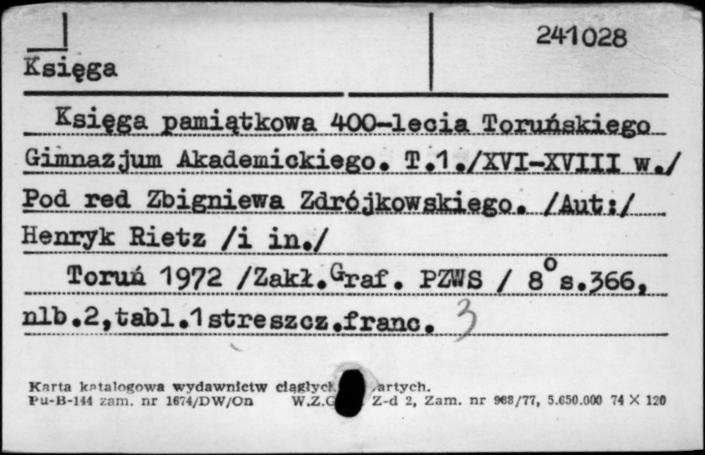 241028
Księga
Księga pamiątkowa 400-lecia Toruńskiego
Gimnazjum Akademickiego. T.1./XVI-XVIII w./
Pod red Zbigniewa Zdrójkowskiego. /Aut:/
Henryk Rietz /i in./
Toruń 1972 /Zakł.Graf. PZWS / 8° s.366,
nlb.2,tabl.1streszcz.franc. 3
Karta katalogowa wydawnictw ciągłych artych.
Pu-B-144 zam. nr 1674/DW/On W.Z.G Z-d 2, Zam. nr 968/77, 5.650.000 74 X 120